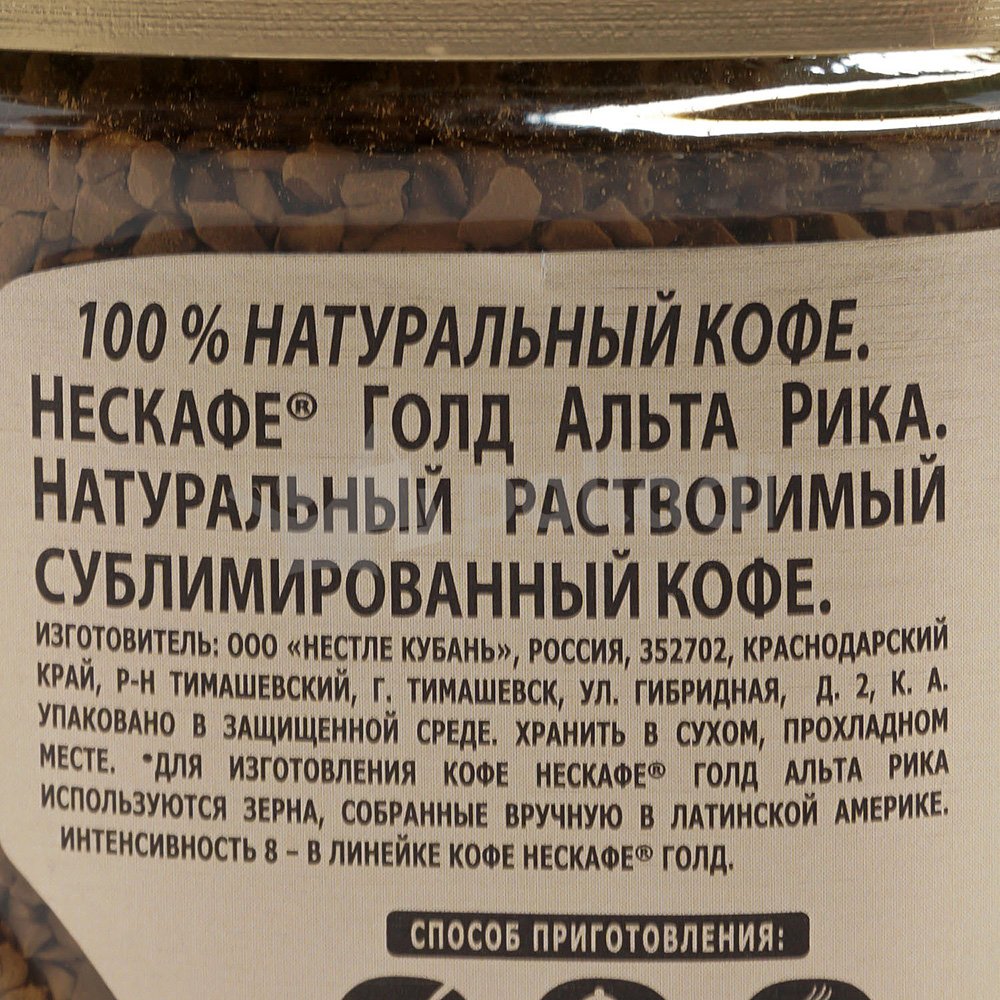 100 % НАТУРАЛЬНЫЙ КОФЕ.
НЕСКАФЕ® ГОЛД АЛЬТА РИКА.
НАТУРАЛЬНЫЙ РАСТВОРИМЫЙ
СУБЛИМИРОВАННЫЙ КОФЕ.
ИЗГОТОВИТЕЛЬ: ООО «НЕСТЛЕ КУБАНЬ», РОССИЯ, 352702, КРАСНОДАРСКИЙ
КРАЙ, Р-Н ТИМАШЕВСКИЙ, Г. ТИМАШЕВСК, УЛ. ГИБРИДНАЯ, Д. 2, К. А.
УПАКОВАНО В ЗАЩИЩЕННОЙ СРЕДЕ. ХРАНИТЬ В СУХОМ, ПРОХЛАДНОМ
МЕСТЕ. *ДЛЯ ИЗГОТОВЛЕНИЯ КОФЕ НЕСКАФЕ® ГОЛД АЛЬТА РИКА
ИСПОЛЬЗУЮТСЯ ЗЕРНА, СОБРАННЫЕ ВРУЧНУЮ В ЛАТИНСКОЙ АМЕРИКЕ.
ИНТЕНСИВНОСТЬ 8 – В ЛИНЕЙКЕ КОФЕ НЕСКАФЕ® ГОЛД.
СПОСОБ ПРИГОТОВЛЕНИЯ: